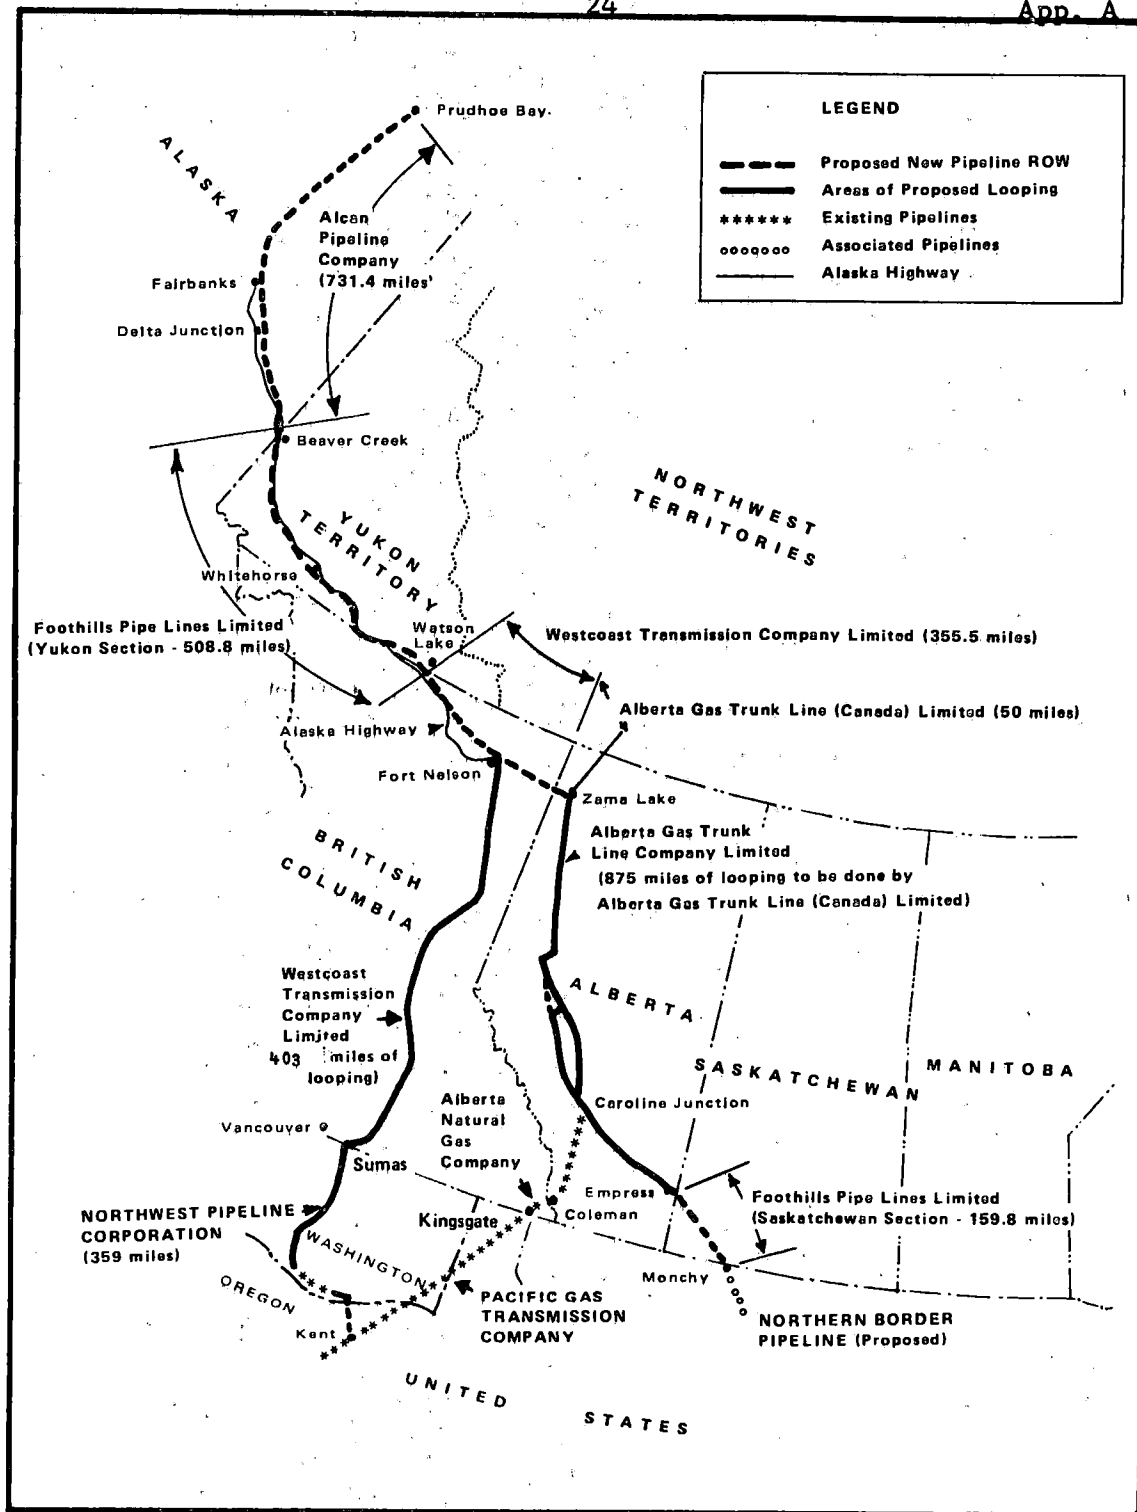 24
App. A
LEGEND
Proposed New Pipeline ROW
Areas of Proposed Looping
Existing Pipelines
Associated Pipelines
Alaska Highway
Prudhoe Bay.
ALASKA
Alcan
Pipeline
Company
(731.4 miles'
Fairbanks
Delta Junction
Beaver Creek
NORTHWEST
TERRITORIES
YUKON
TERRITORY
Whitehorse
Foothills Pipe Lines Limited
(Yukon Section - 508.8 miles)
Watson
Lake
Westcoast Transmission Company Limited (355.5 miles)
Alberta Gas Trunk Line (Canada) Limited (50 miles)
Alaska Highway
Fort Nelson
Zama Lake
Alberta Gas Trunk
Line Company Limited
(875 miles of looping to be done by
Alberta Gas Trunk Line (Canada) Limited)
BRITISH
COLUMBIA
Westcoast
Transmission
Company
Limited
403 miles of
looping)
ALBERTA
SASKATCHEWAN
MANITOBA
Caroline Junction
Alberta
Natural
Gas
Company
Vancouver
Sumas
Empress
Coleman
Kingsgate
Foothills Pipe Lines Limited
(Saskatchewan Section - 159.8 miles)
NORTHWEST PIPELINE
CORPORATION
(359 miles)
WASHINGTON
OREGON
Monchy
Kent
PACIFIC GAS
TRANSMISSION
COMPANY
NORTHERN BORDER
PIPELINE (Proposed)
UNITED STATES